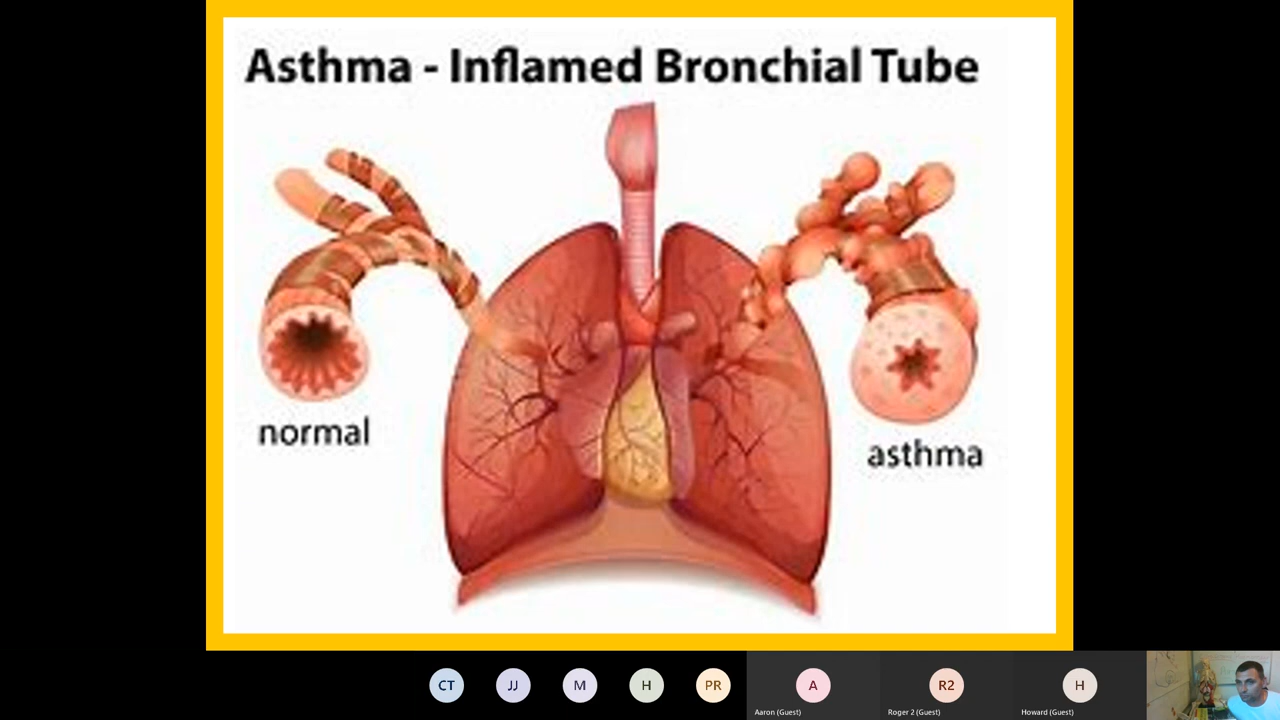 Asthma - Inflamed Bronchial Tube
normal
asthma
CT
JJ
M
H
PR
A
R2
H
Aaron (Guest)
Roger 2 (Guest)
Howard (Guest)